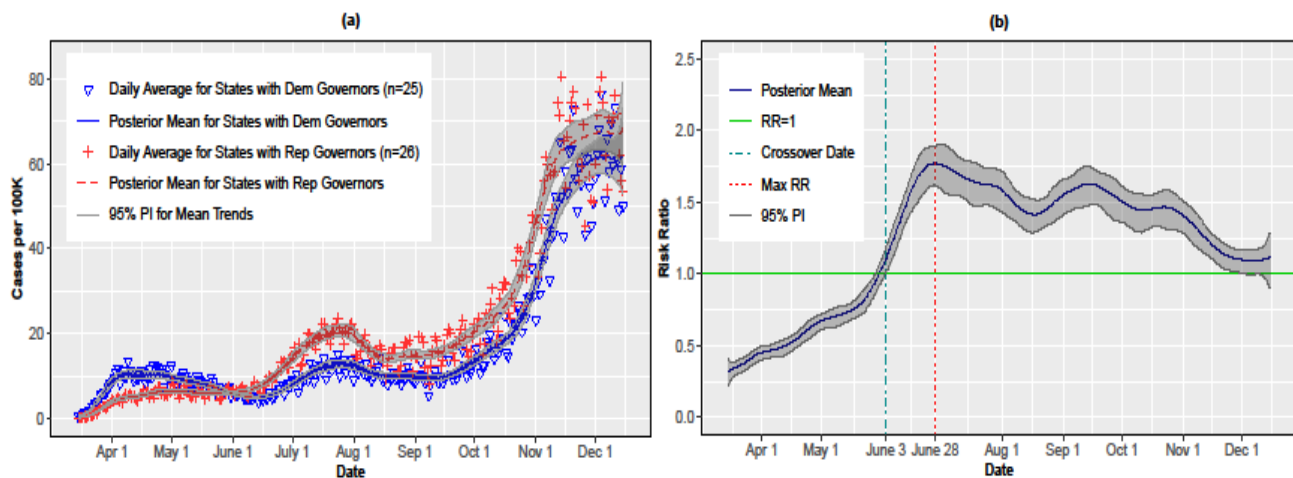 (a)
80
60
40
20
0
Cases per 100K
Daily Average for States with Dem Governors (n=25)
Posterior Mean for States with Dem Governors
Daily Average for States with Rep Governors (n=26)
Posterior Mean for States with Rep Governors
95% PI for Mean Trends
Apr 1 May 1 June 1 July 1 Aug 1 Sep 1 Oct 1 Nov 1 Dec 1
Date
(b)
2.5
2.0
1.5
1.0
0.5
0.0
Risk Ratio
Posterior Mean
RR=1
Crossover Date
Max RR
95% PI
Apr 1 May 1 June 3 June 28 Aug 1 Sep 1 Oct 1 Nov 1 Dec 1
Date